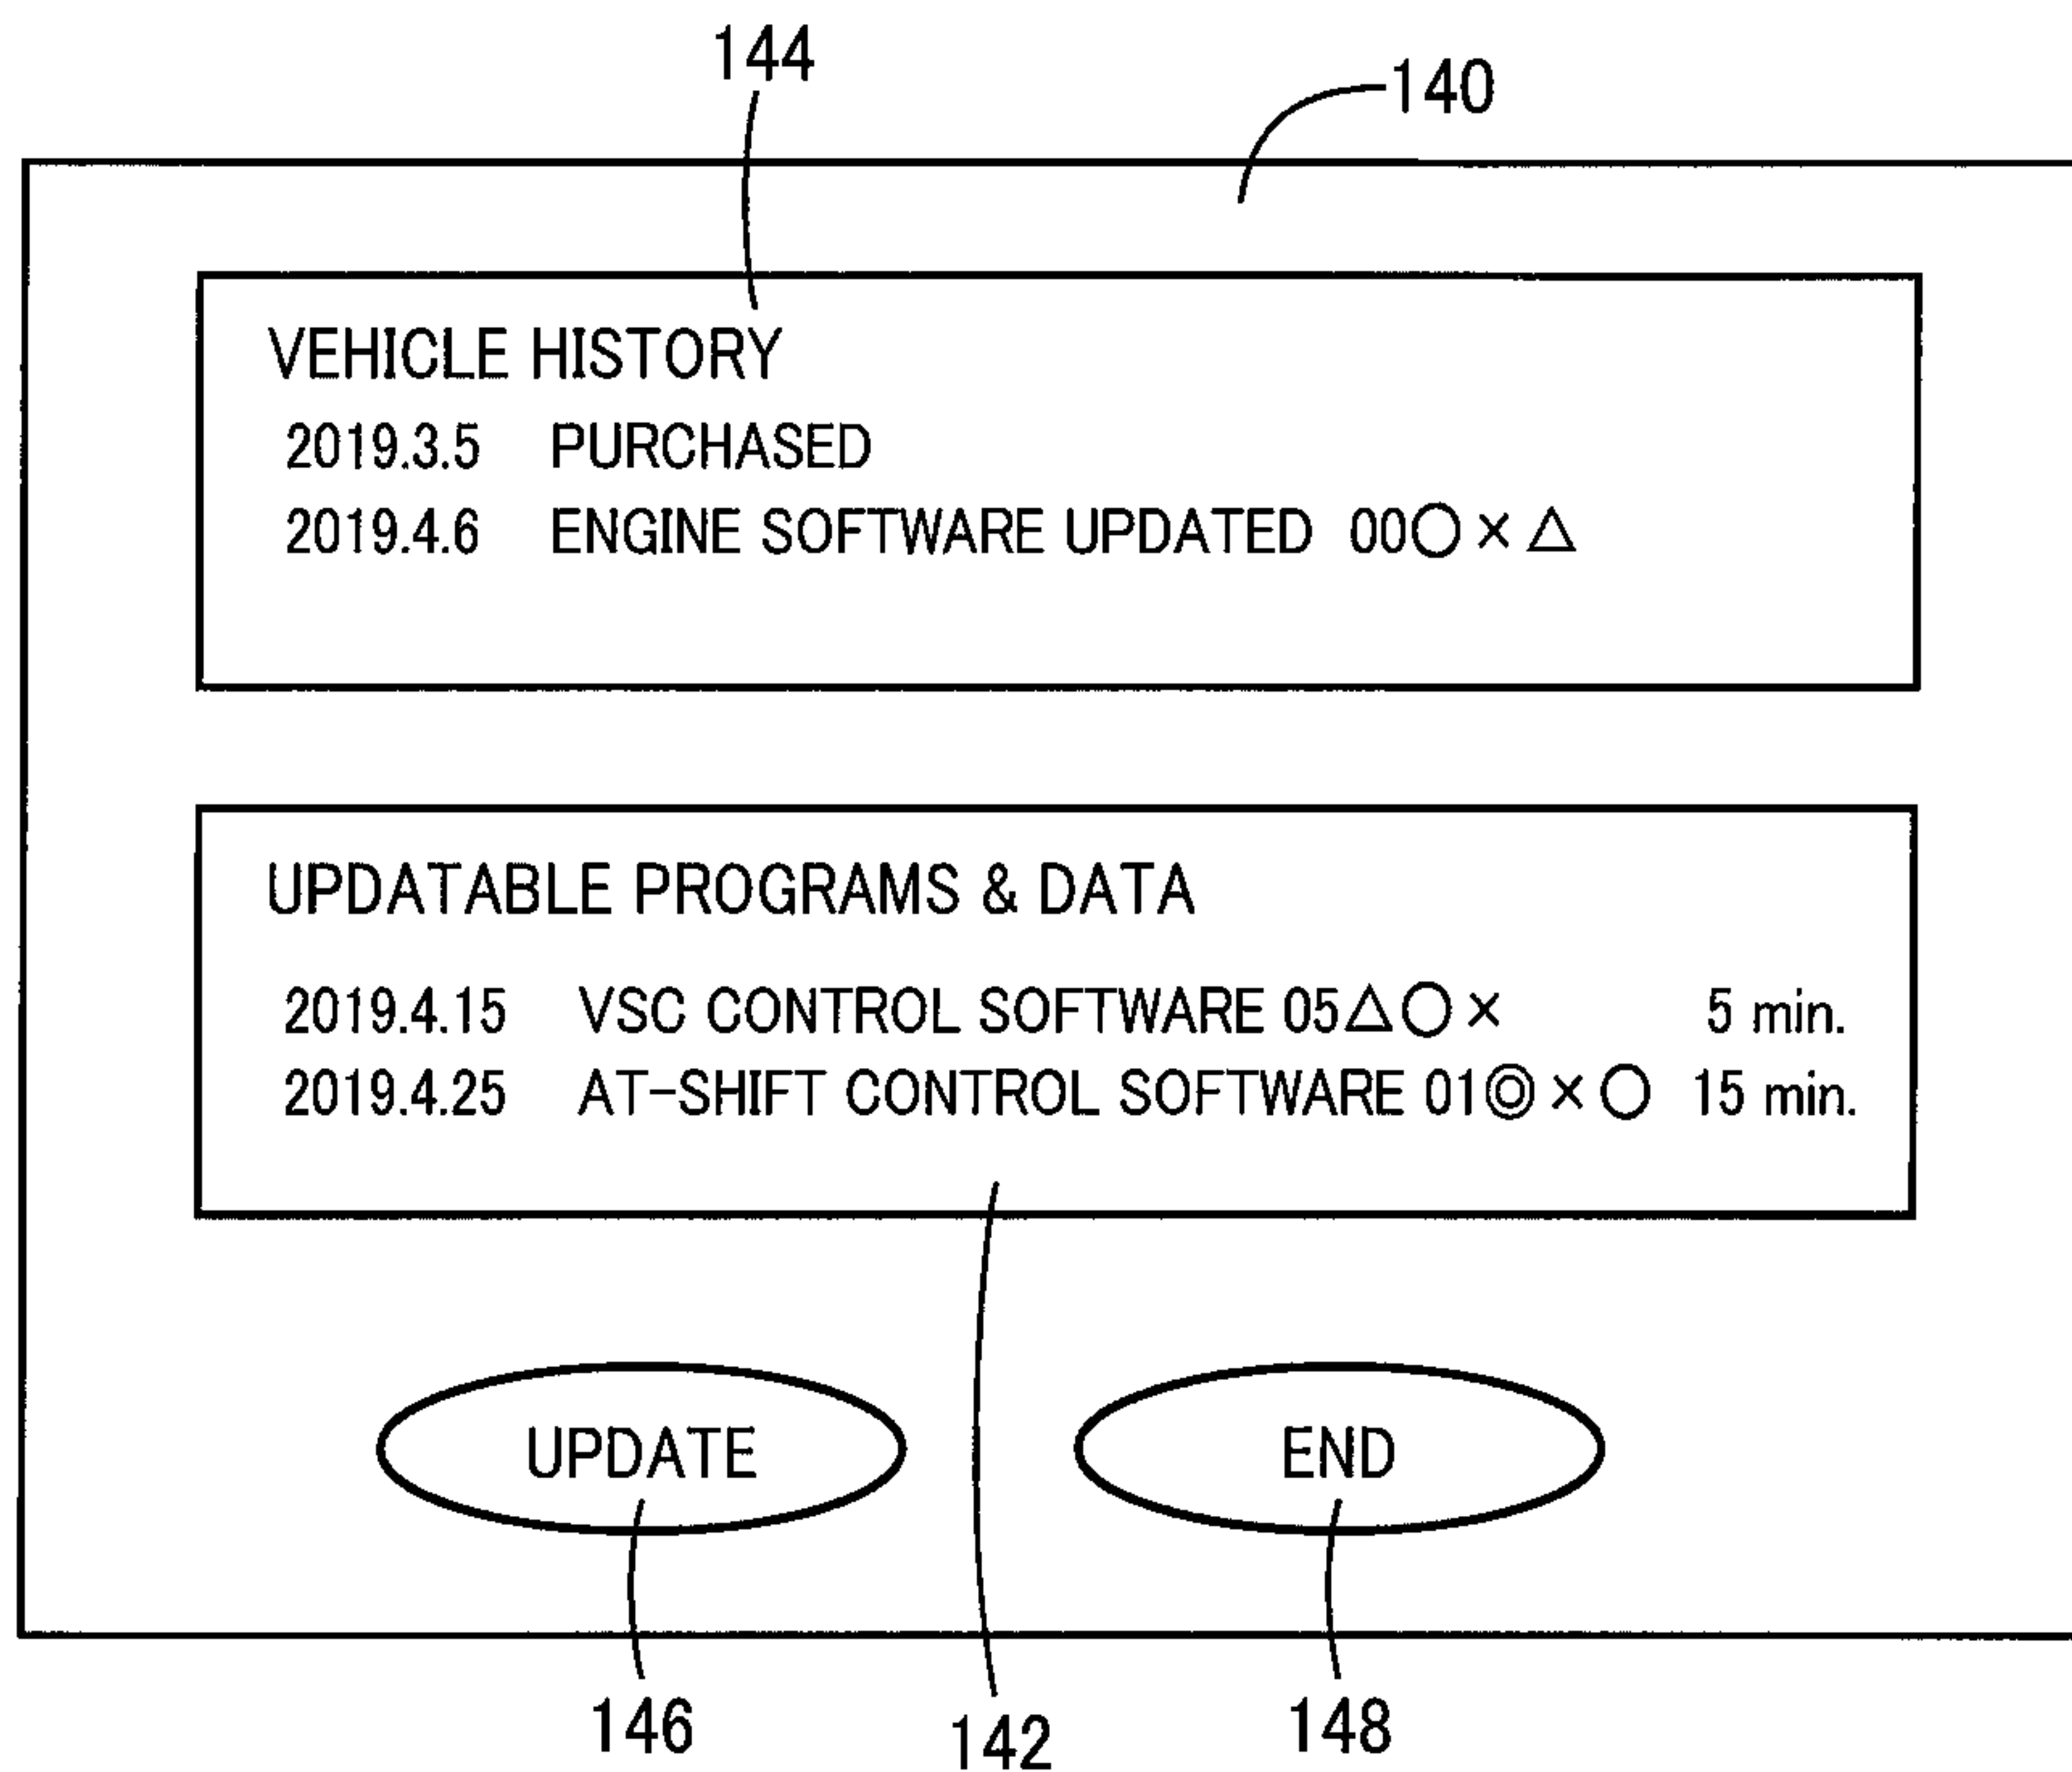 144
140
VEHICLE HISTORY
2019.3.5 PURCHASED
2019.4.6 ENGINE SOFTWARE UPDATED 00○×△
UPDATABLE PROGRAMS & DATA
2019.4.15 VSC CONTROL SOFTWARE 05△○× 5 min.
2019.4.25 AT-SHIFT CONTROL SOFTWARE 01◎×○ 15 min.
UPDATE
END
146
142
148